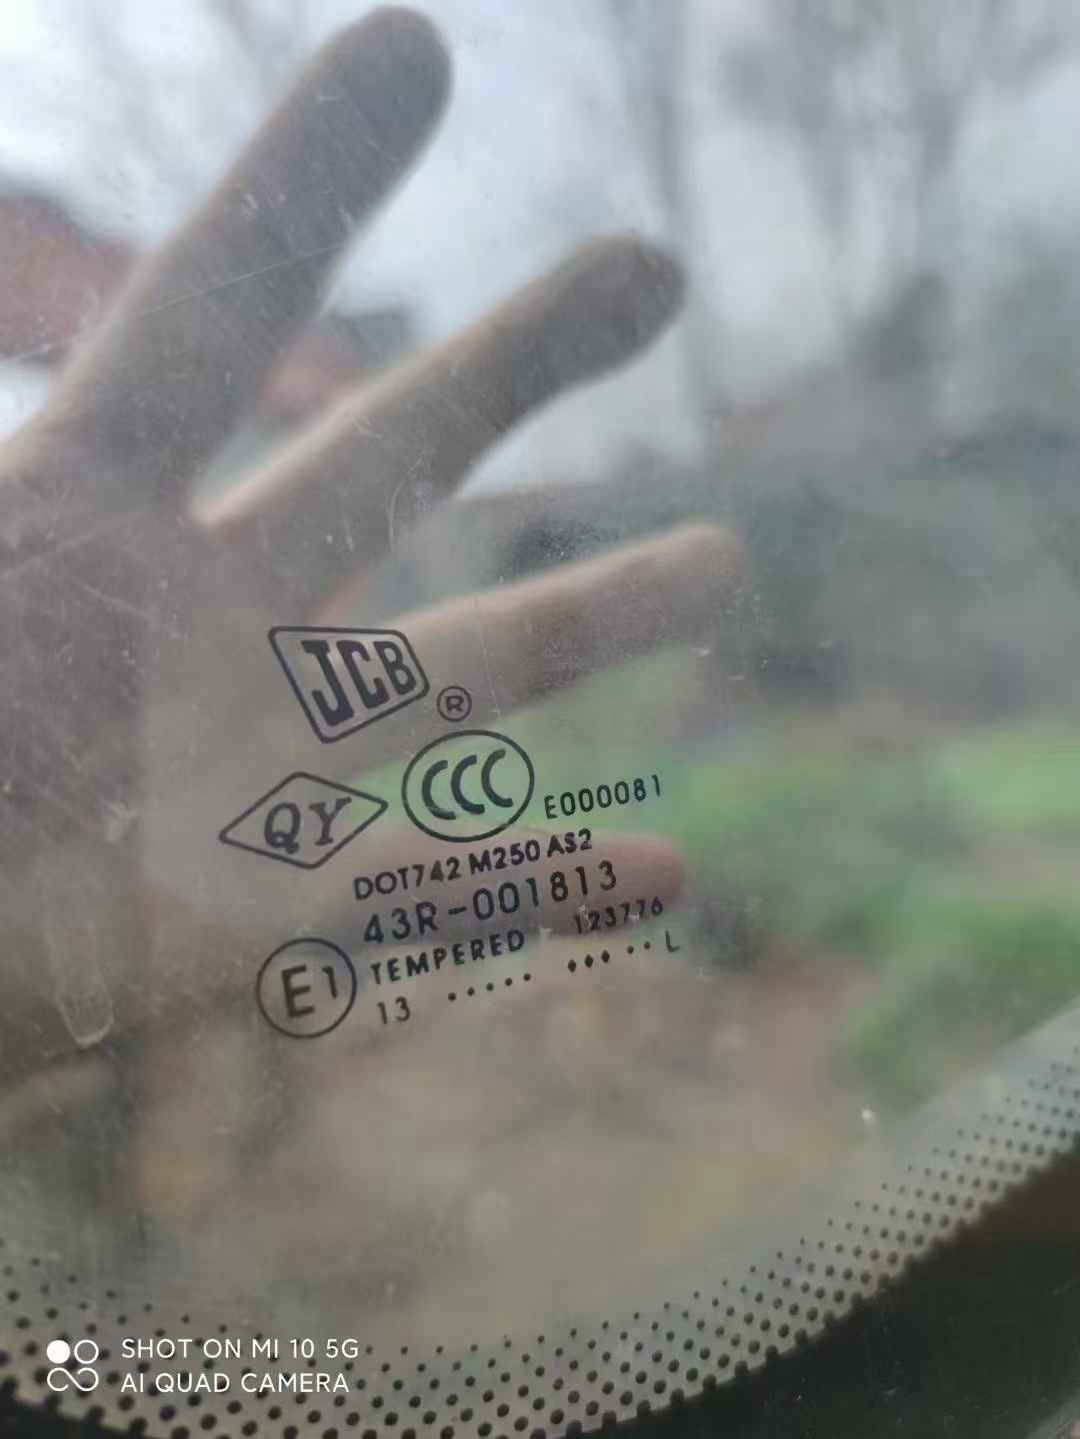 JCB ®
QY CCC E000081
DOT742 M250 AS2
43R-001813
E1 TEMPERED 123776
13 ..... ♦♦♦ •• L
SHOT ON MI 10 5G
AI QUAD CAMERA